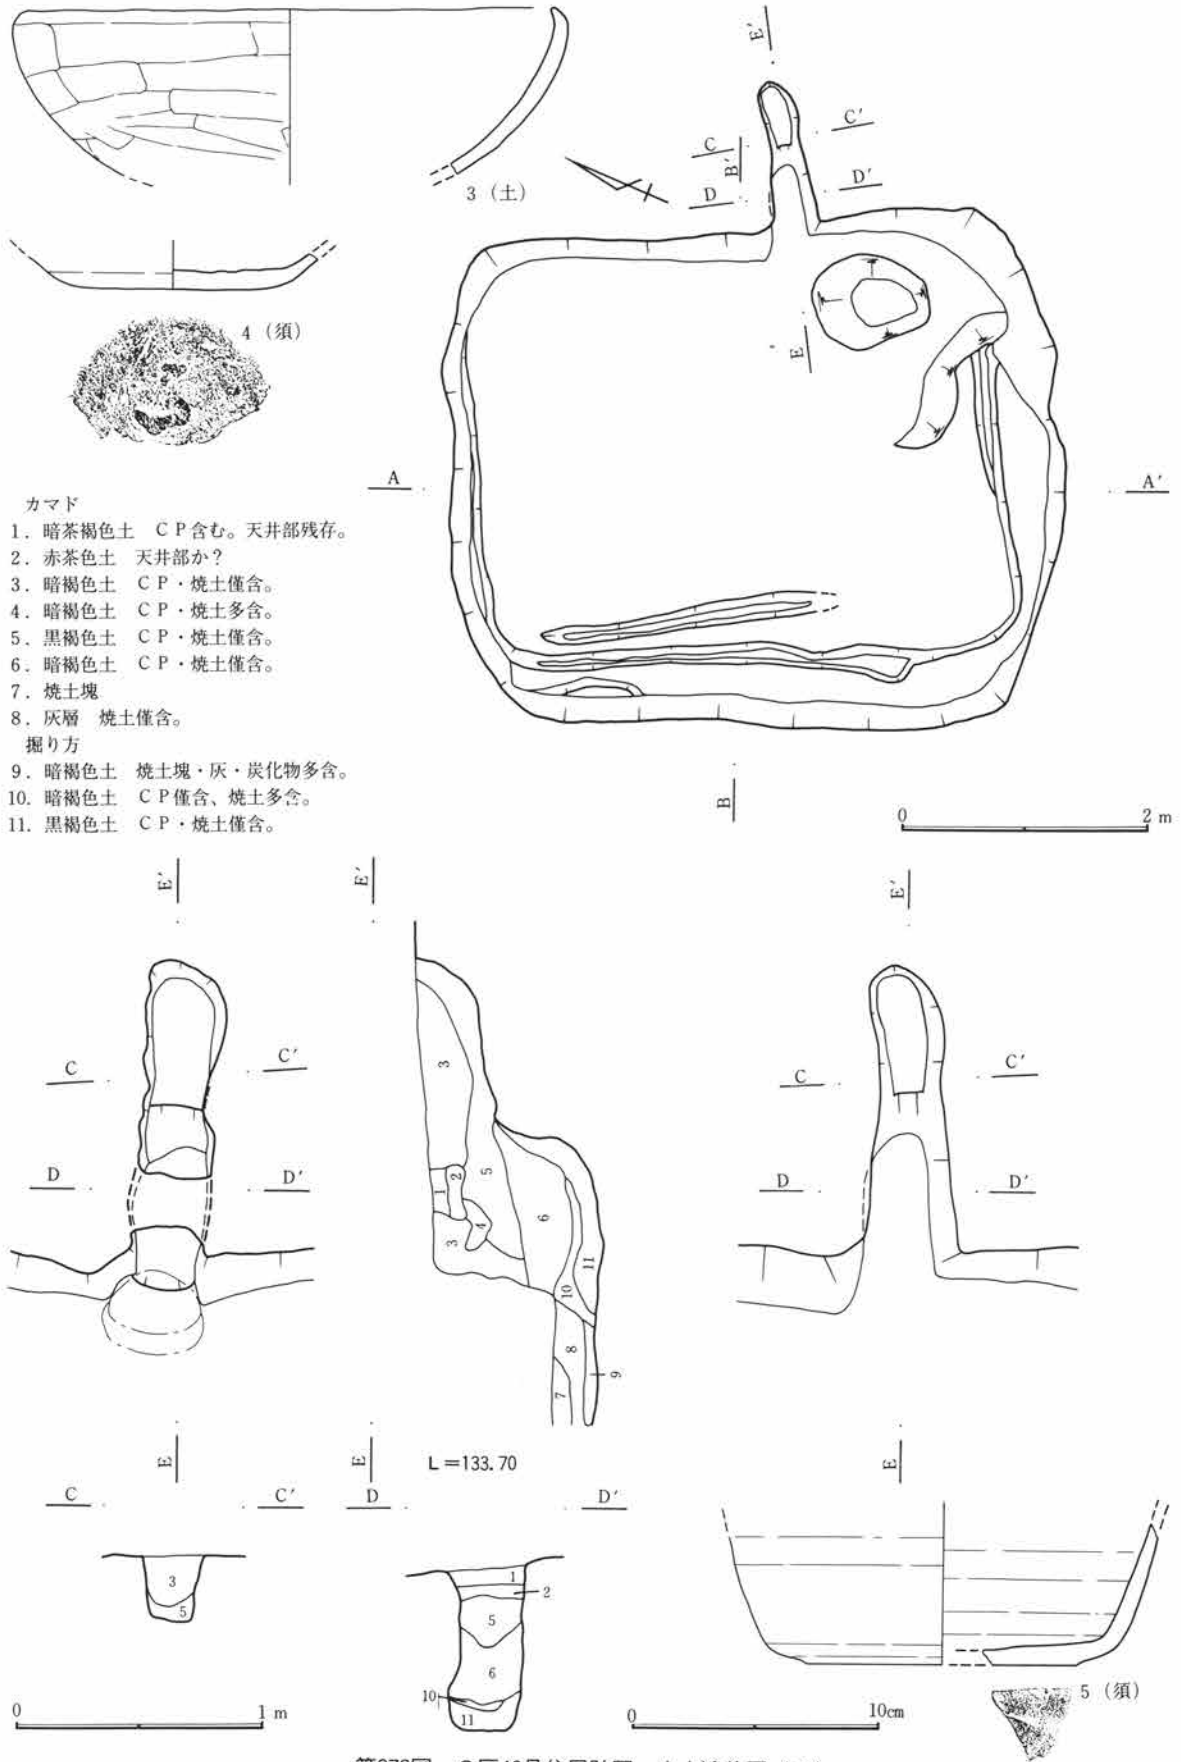 3（土）
4（須）
E′
C C′
B′
D D′
E
A A′
B
カマド
1．暗茶褐色土　ＣＰ含む。天井部残存。
2．赤茶色土　天井部か？
3．暗褐色土　ＣＰ・焼土僅含。
4．暗褐色土　ＣＰ・焼土多含。
5．黒褐色土　ＣＰ・焼土僅含。
6．暗褐色土　ＣＰ・焼土僅含。
7．焼土塊
8．灰層　焼土僅含。
掘り方
9．暗褐色土　焼土塊・灰・炭化物多含。
10．暗褐色土　ＣＰ僅含、焼土多含。
11．黒褐色土　ＣＰ・焼土僅含。
0 2 m
E′ E′ E′
C C′ C C′
D D′ D D′
3
5
2
1
4
3
6
11
10
8
9
7
E E E
L＝133.70
C C′ D D′
3
5
1
2
5
6
10
11
5（須）
0 1 m
0 10cm